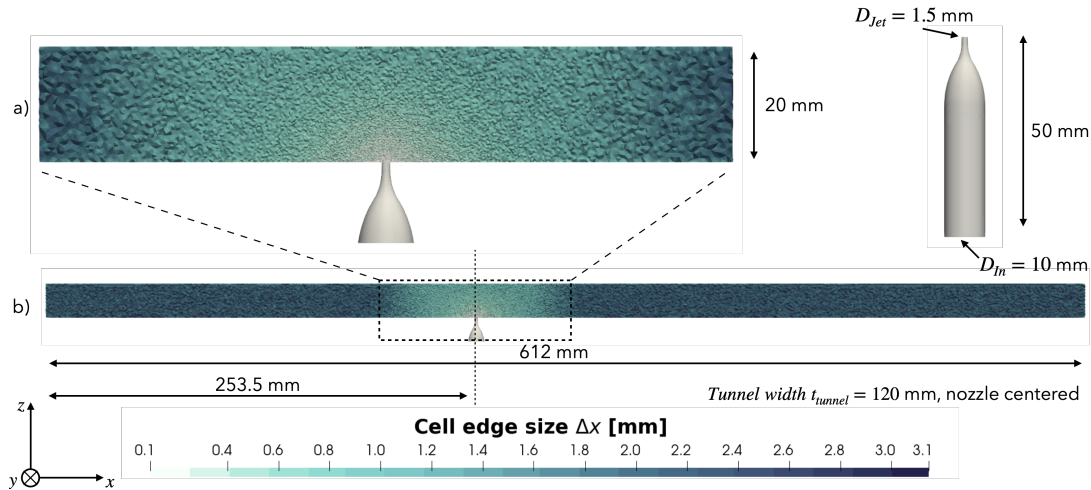 D_Jet = 1.5 mm
a)
20 mm
50 mm
D_In = 10 mm
b)
612 mm
253.5 mm
Tunnel width t_tunnel = 120 mm, nozzle centered
z
y
x
Cell edge size Δx [mm]
0.1 0.4 0.6 0.8 1.0 1.2 1.4 1.6 1.8 2.0 2.2 2.4 2.6 2.8 3.0 3.1